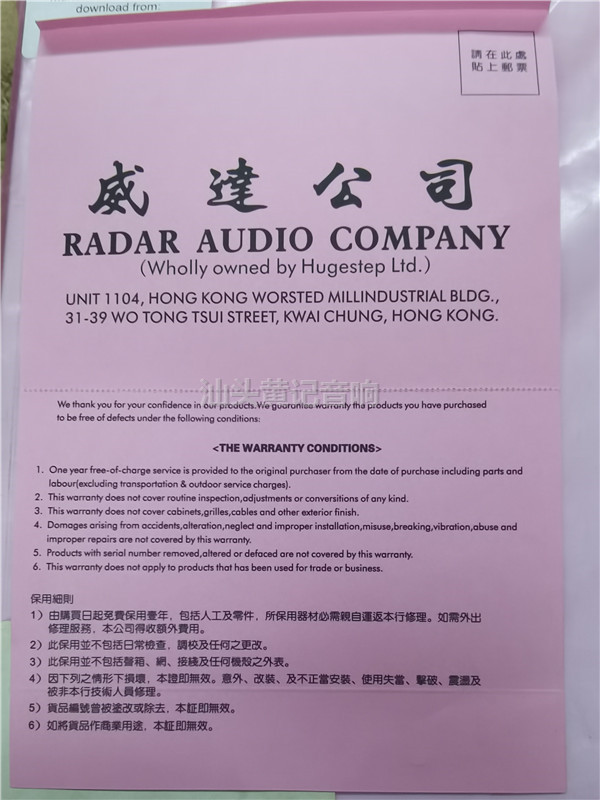 download from:
請在此處
貼上郵票
威達公司
RADAR AUDIO COMPANY
(Wholly owned by Hugestep Ltd.)
UNIT 1104, HONG KONG WORSTED MILLINDUSTRIAL BLDG.,
31-39 WO TONG TSUI STREET, KWAI CHUNG, HONG KONG.
汕头黄记音响
We thank you for your confidence in our products.We guarantee warranty tha products you have purchased
to be free of defects under the following conditions:
<THE WARRANTY CONDITIONS>
1. One year free-of-charge service is provided to the original purchaser from the date of purchase including parts and
labour(excluding transportation & outdoor service charges).
2. This warranty does not cover routine inspection,adjustments or conversitions of any kind.
3. This warranty does not cover cabinets,grilles,cables and other exterior finish.
4. Domages arising from accidents,alteration,neglect and improper installation,misuse,breaking,vibration,abuse and
improper repairs are not covered by this warranty.
5. Products with serial number removed,altered or defaced are not covered by this warranty.
6. This warranty does not apply to products that has been used for trade or business.
保用細則
1）由購買日起免費保用壹年，包括人工及零件，所保用器材必需親自運返本行修理。如需外出
修理服務，本公司得收額外費用。
2）此保用並不包括日常檢查，調校及任何之更改。
3）此保用並不包括聲箱、網、接綫及任何機殼之外表。
4）因下列之情形下損壞，本證即無效。意外、改裝、及不正當安裝、使用失當、擊破、震盪及
被非本行技術人員修理。
5）貨品編號曾被塗改或除去，本証即無效。
6）如將貨品作商業用途，本証即無效。